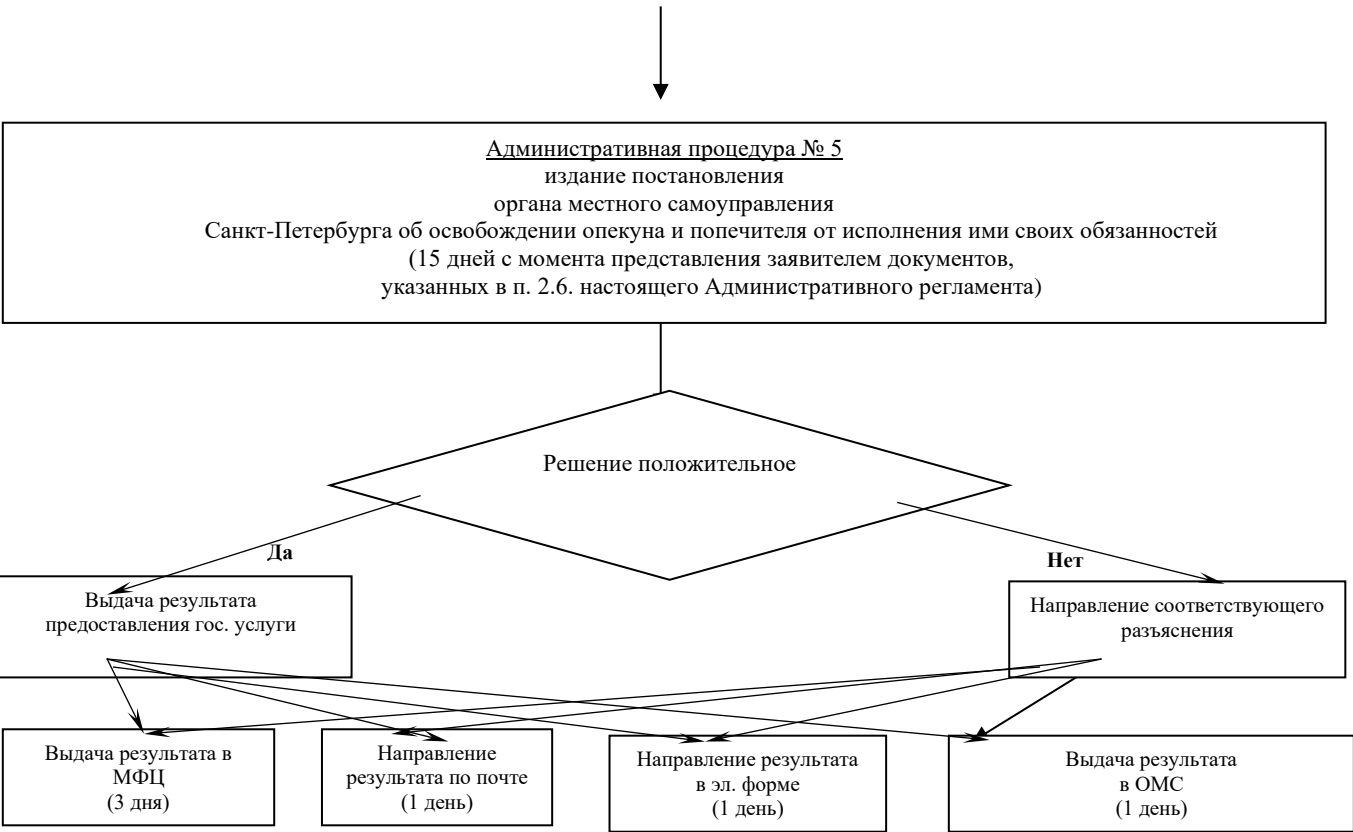 Административная процедура № 5
издание постановления
органа местного самоуправления
Санкт-Петербурга об освобождении опекуна и попечителя от исполнения ими своих обязанностей
(15 дней с момента представления заявителем документов,
указанных в п. 2.6. настоящего Административного регламента)
Решение положительное
Да
Нет
Выдача результата
предоставления гос. услуги
Направление соответствующего
разъяснения
Выдача результата в
МФЦ
(3 дня)
Направление
результата по почте
(1 день)
Направление результата
в эл. форме
(1 день)
Выдача результата
в ОМС
(1 день)